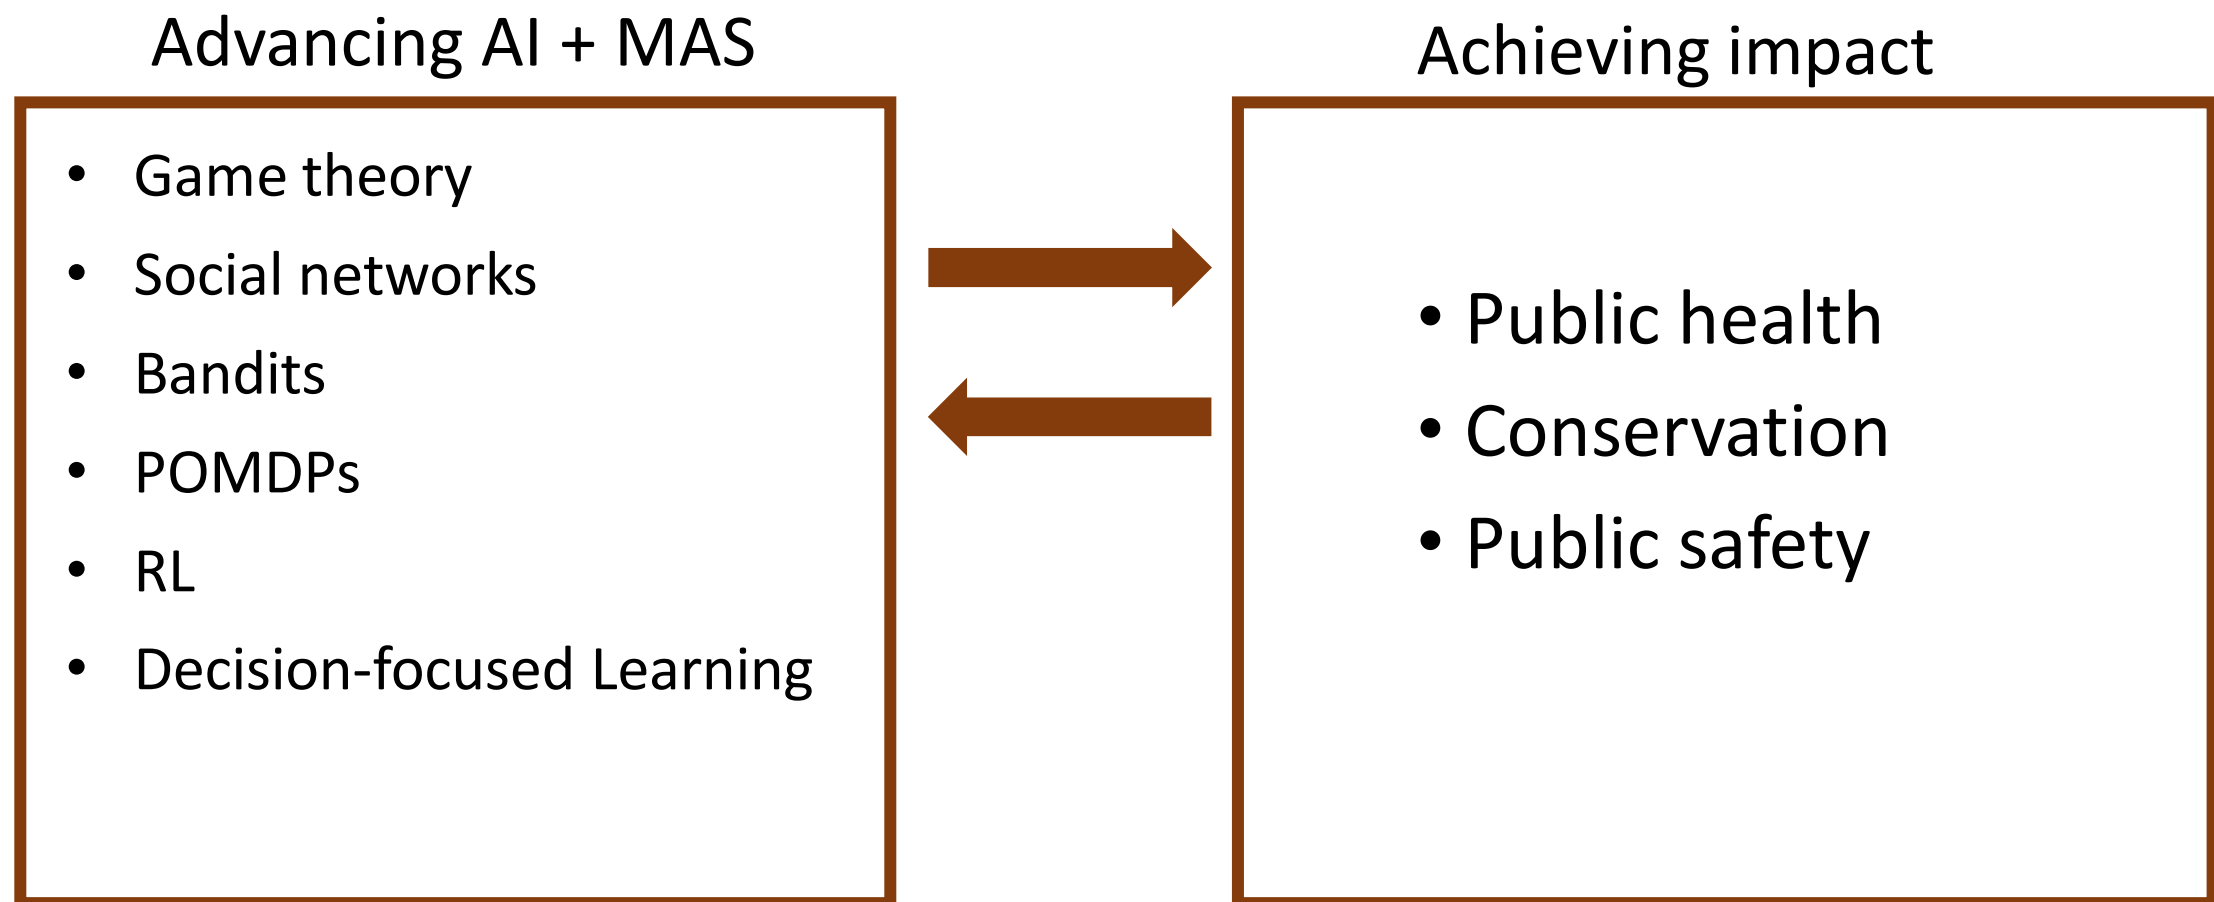 Advancing AI + MAS
• Game theory
• Social networks
• Bandits
• POMDPs
• RL
• Decision-focused Learning
Achieving impact
• Public health
• Conservation
• Public safety